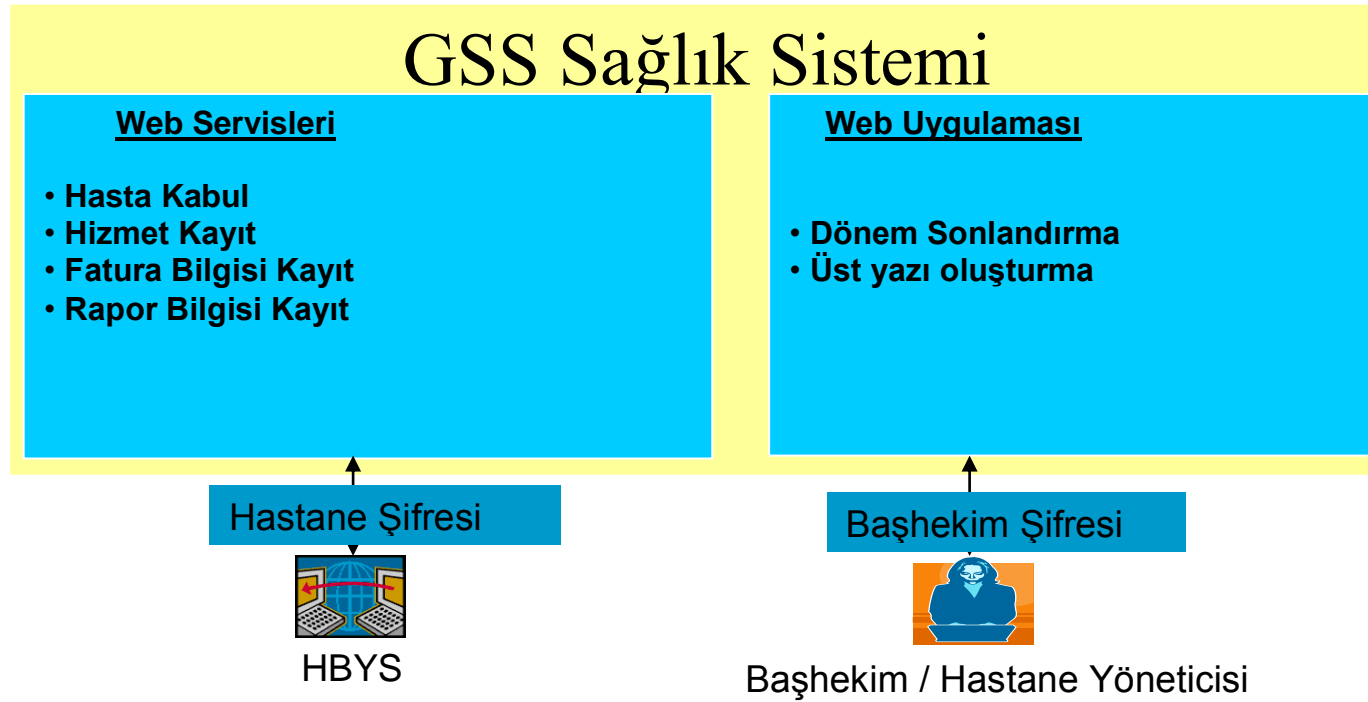 GSS Sağlık Sistemi
Web Servisleri
• Hasta Kabul
• Hizmet Kayıt
• Fatura Bilgisi Kayıt
• Rapor Bilgisi Kayıt
Web Uygulaması
• Dönem Sonlandırma
• Üst yazı oluşturma
Hastane Şifresi
Başhekim Şifresi
HBYS
Başhekim / Hastane Yöneticisi